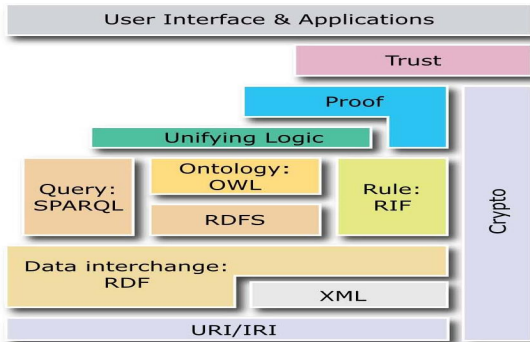 User Interface & Applications
Trust
Proof
Unifying Logic
Query:
SPARQL
Ontology:
OWL
RDFS
Rule:
RIF
Crypto
Data interchange:
RDF
XML
URI/IRI